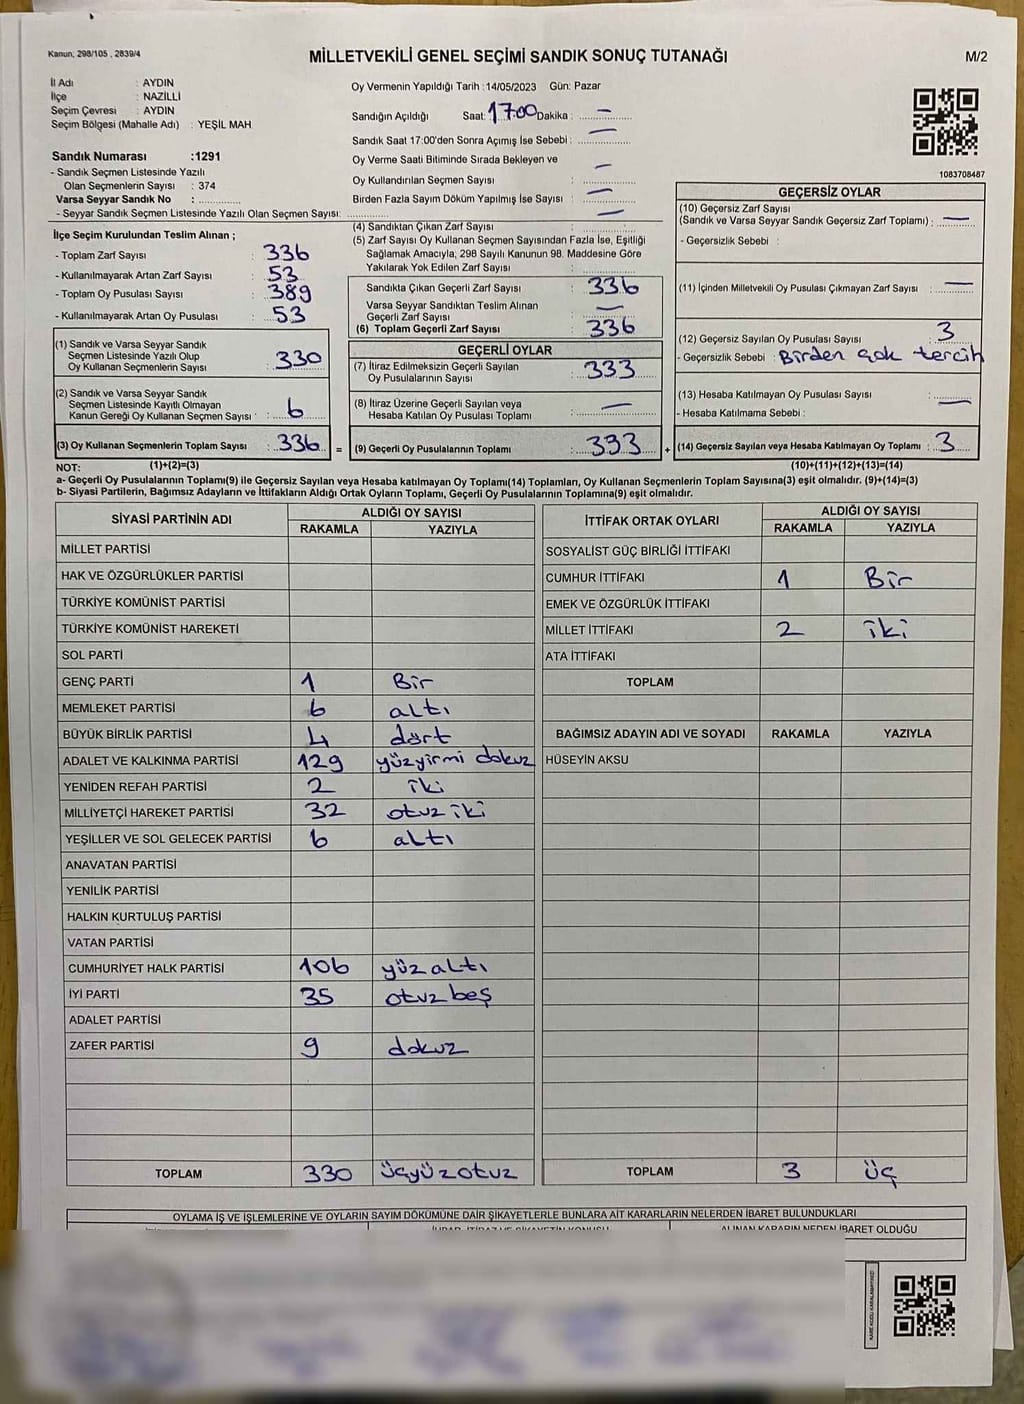 Kanun; 298/105 , 2839/4
MİLLETVEKİLİ GENEL SEÇİMİ SANDIK SONUÇ TUTANAĞI
M/2
İl Adı : AYDIN
İlçe : NAZİLLİ
Seçim Çevresi : AYDIN
Seçim Bölgesi (Mahalle Adı) : YEŞİL MAH
Sandık Numarası :1291
- Sandık Seçmen Listesinde Yazılı
Olan Seçmenlerin Sayısı : 374
Varsa Seyyar Sandık No :
- Seyyar Sandık Seçmen Listesinde Yazılı Olan Seçmen Sayısı:
Oy Vermenin Yapıldığı Tarih :14/05/2023 Gün: Pazar
Sandığın Açıldığı Saat: 17:00 Dakika : —
Sandık Saat 17:00'den Sonra Açımış İse Sebebi : —
Oy Verme Saati Bitiminde Sırada Bekleyen ve
Oy Kullandırılan Seçmen Sayısı : —
Birden Fazla Sayım Döküm Yapılmış İse Sayısı : —
1083708487
İlçe Seçim Kurulundan Teslim Alınan ;
- Toplam Zarf Sayısı : 336
- Kullanılmayarak Artan Zarf Sayısı : 53
- Toplam Oy Pusulası Sayısı : 389
- Kullanılmayarak Artan Oy Pusulası : 53
(1) Sandık ve Varsa Seyyar Sandık
Seçmen Listesinde Yazılı Olup
Oy Kullanan Seçmenlerin Sayısı : 330
(2) Sandık ve Varsa Seyyar Sandık
Seçmen Listesinde Kayıtlı Olmayan
Kanun Gereği Oy Kullanan Seçmen Sayısı : 6
(3) Oy Kullanan Seçmenlerin Toplam Sayısı : 336
(1)+(2)=(3)
(4) Sandıktan Çıkan Zarf Sayısı :
(5) Zarf Sayısı Oy Kullanan Seçmen Sayısından Fazla İse, Eşitliği
Sağlamak Amacıyla, 298 Sayılı Kanunun 98. Maddesine Göre
Yakılarak Yok Edilen Zarf Sayısı :
Sandıkta Çıkan Geçerli Zarf Sayısı : 336
Varsa Seyyar Sandıktan Teslim Alınan
Geçerli Zarf Sayısı : —
(6) Toplam Geçerli Zarf Sayısı : 336
GEÇERLİ OYLAR
(7) İtiraz Edilmeksizin Geçerli Sayılan
Oy Pusulalarının Sayısı : 333
(8) İtiraz Üzerine Geçerli Sayılan veya
Hesaba Katılan Oy Pusulası Toplamı : —
= (9) Geçerli Oy Pusulalarının Toplamı : 333 +
GEÇERSİZ OYLAR
(10) Geçersiz Zarf Sayısı
(Sandık ve Varsa Seyyar Sandık Geçersiz Zarf Toplamı) : —
- Geçersizlik Sebebi :
(11) İçinden Milletvekili Oy Pusulası Çıkmayan Zarf Sayısı : —
(12) Geçersiz Sayılan Oy Pusulası Sayısı : 3
- Geçersizlik Sebebi : Birden çok tercih
(13) Hesaba Katılmayan Oy Pusulası Sayısı : —
- Hesaba Katılmama Sebebi :
(14) Geçersiz Sayılan veya Hesaba Katılmayan Oy Toplamı : 3
(10)+(11)+(12)+(13)=(14)
NOT:
a- Geçerli Oy Pusulalarının Toplamı(9) ile Geçersiz Sayılan veya Hesaba katılmayan Oy Toplamı(14) Toplamları, Oy Kullanan Seçmenlerin Toplam Sayısına(3) eşit olmalıdır. (9)+(14)=(3)
b- Siyasi Partilerin, Bağımsız Adayların ve İttifakların Aldığı Ortak Oyların Toplamı, Geçerli Oy Pusulalarının Toplamına(9) eşit olmalıdır.
SİYASİ PARTİNİN ADI ALDIĞI OY SAYISI
RAKAMLA YAZIYLA
MİLLET PARTİSİ
HAK VE ÖZGÜRLÜKLER PARTİSİ
TÜRKİYE KOMÜNİST PARTİSİ
TÜRKİYE KOMÜNİST HAREKETİ
SOL PARTİ
GENÇ PARTİ 1 Bir
MEMLEKET PARTİSİ 6 altı
BÜYÜK BİRLİK PARTİSİ 4 dört
ADALET VE KALKINMA PARTİSİ 129 yüzyirmi dokuz
YENİDEN REFAH PARTİSİ 2 iki
MİLLİYETÇİ HAREKET PARTİSİ 32 otuz iki
YEŞİLLER VE SOL GELECEK PARTİSİ 6 altı
ANAVATAN PARTİSİ
YENİLİK PARTİSİ
HALKIN KURTULUŞ PARTİSİ
VATAN PARTİSİ
CUMHURİYET HALK PARTİSİ 106 yüz altı
İYİ PARTİ 35 otuz beş
ADALET PARTİSİ
ZAFER PARTİSİ 9 dokuz
TOPLAM 330 üçyüz otuz
İTTİFAK ORTAK OYLARI ALDIĞI OY SAYISI
RAKAMLA YAZIYLA
SOSYALİST GÜÇ BİRLİĞİ İTTİFAKI
CUMHUR İTTİFAKI 1 Bir
EMEK VE ÖZGÜRLÜK İTTİFAKI
MİLLET İTTİFAKI 2 iki
ATA İTTİFAKI
TOPLAM
BAĞIMSIZ ADAYIN ADI VE SOYADI RAKAMLA YAZIYLA
HÜSEYİN AKSU
TOPLAM 3 üç
OYLAMA İŞ VE İŞLEMLERİNE VE OYLARIN SAYIM DÖKÜMÜNE DAİR ŞİKAYETLERLE BUNLARA AİT KARARLARIN NELERDEN İBARET BULUNDUKLARI
ALINAN KARARIN NEDEN İBARET OLDUĞU